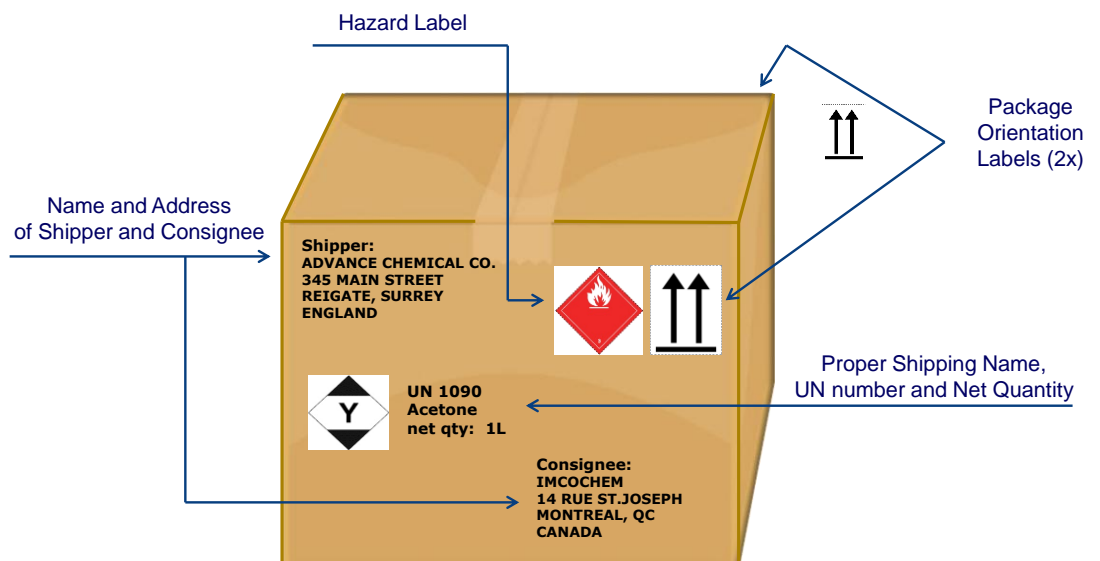 Hazard Label
Package
Orientation
Labels (2x)
Name and Address
of Shipper and Consignee
Shipper:
ADVANCE CHEMICAL CO.
345 MAIN STREET
REIGATE, SURREY
ENGLAND
3
Proper Shipping Name,
UN number and Net Quantity
Y
UN 1090
Acetone
net qty: 1L
Consignee:
IMCOCHEM
14 RUE ST.JOSEPH
MONTREAL, QC
CANADA